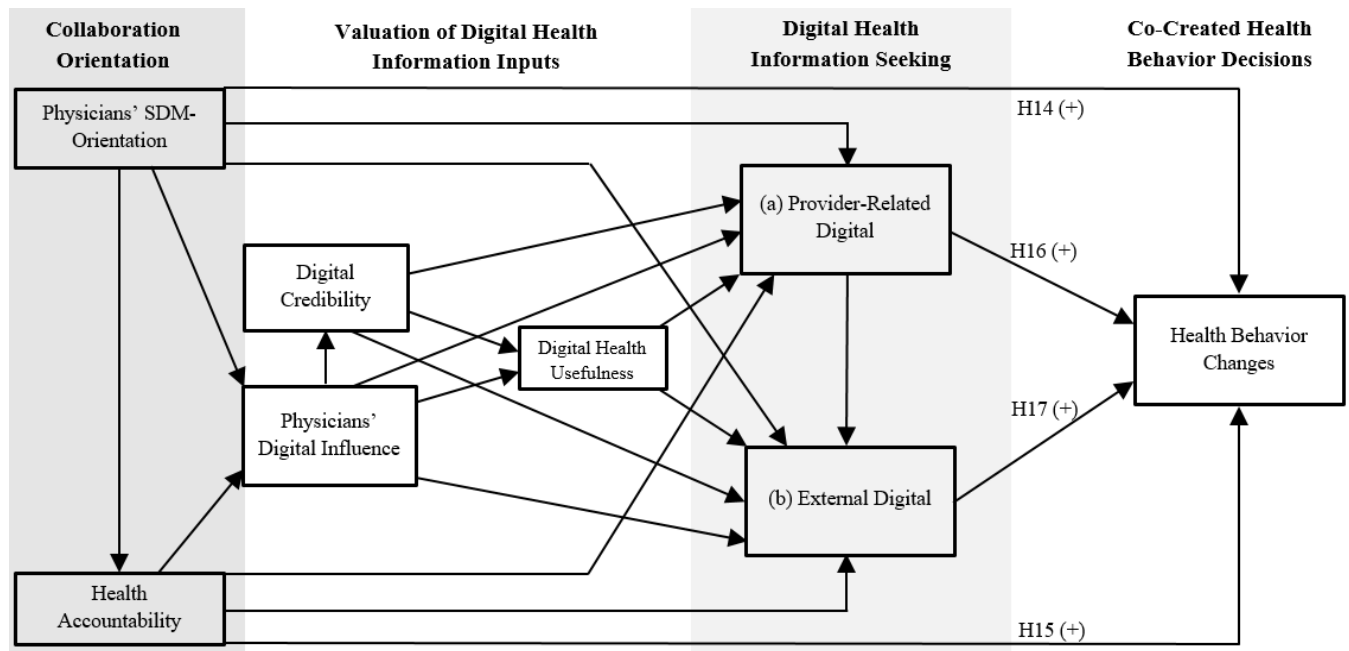 Collaboration
Orientation
Valuation of Digital Health
Information Inputs
Digital Health
Information Seeking
Co-Created Health
Behavior Decisions
Physicians’ SDM-
Orientation
H14 (+)
(a) Provider-Related
Digital
H16 (+)
Digital
Credibility
Digital Health
Usefulness
Health Behavior
Changes
Physicians’
Digital Influence
H17 (+)
(b) External Digital
Health
Accountability
H15 (+)